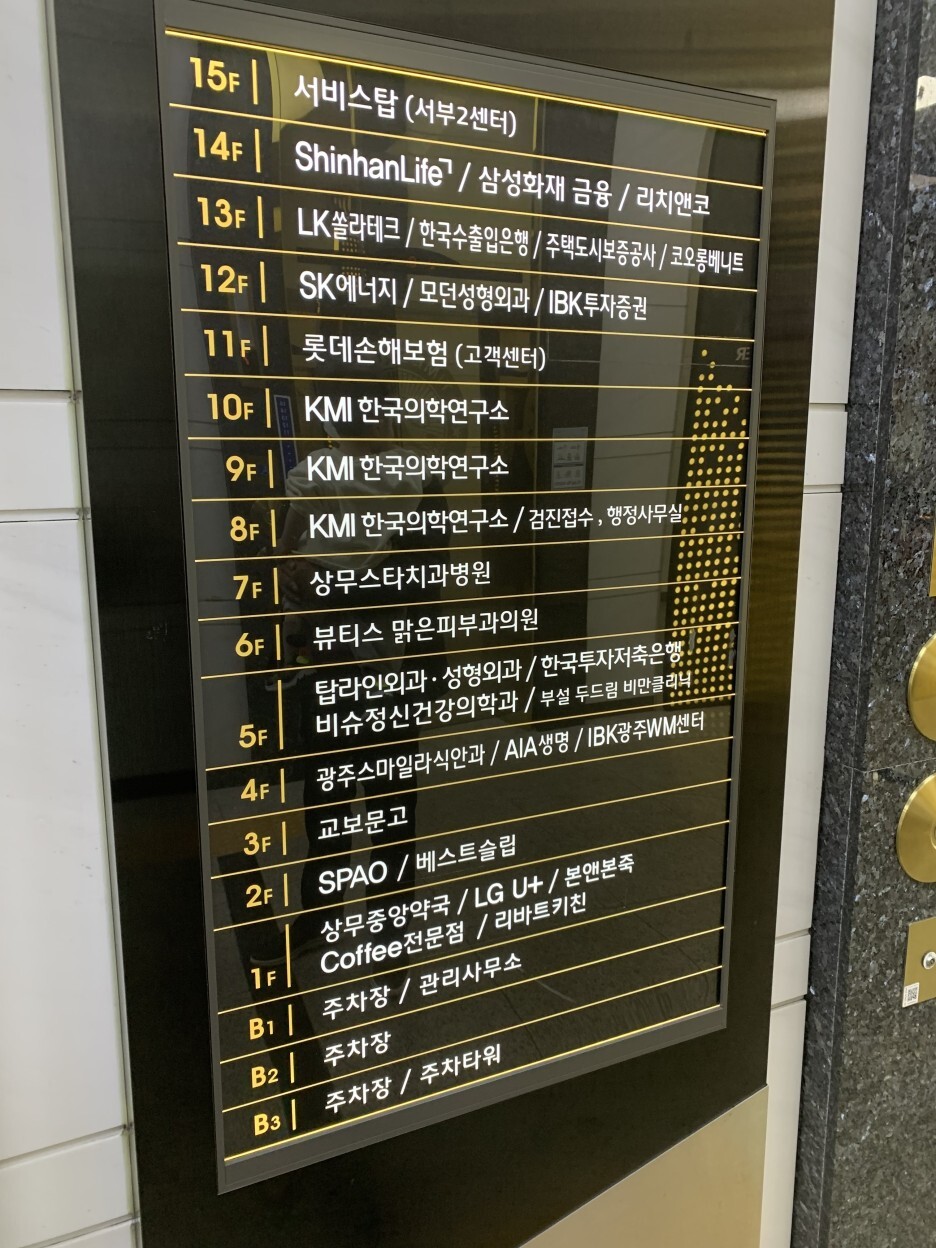 15F 서비스탑 (서부2센터)
14F ShinhanLife / 삼성화재 금융 / 리치앤코
13F LK쏠라테크 / 한국수출입은행 / 주택도시보증공사 / 코오롱베니트
12F SK에너지 / 모던성형외과 / IBK투자증권
11F 롯데손해보험 (고객센터)
10F KMI 한국의학연구소
9F KMI 한국의학연구소
8F KMI 한국의학연구소 / 검진접수 , 행정사무실
7F 상무스타치과병원
6F 뷰티스 맑은피부과의원
탑라인외과 · 성형외과 / 한국투자저축은행
5F 비슈정신건강의학과 / 부설 두드림 비만클리닉
4F 광주스마일라식안과 / AIA생명 / IBK광주WM센터
3F 교보문고
2F SPAO / 베스트슬립
상무중앙약국 / LG U+ / 본앤본죽
1F Coffee전문점 / 리바트키친
B1 주차장 / 관리사무소
B2 주차장
B3 주차장 / 주차타워